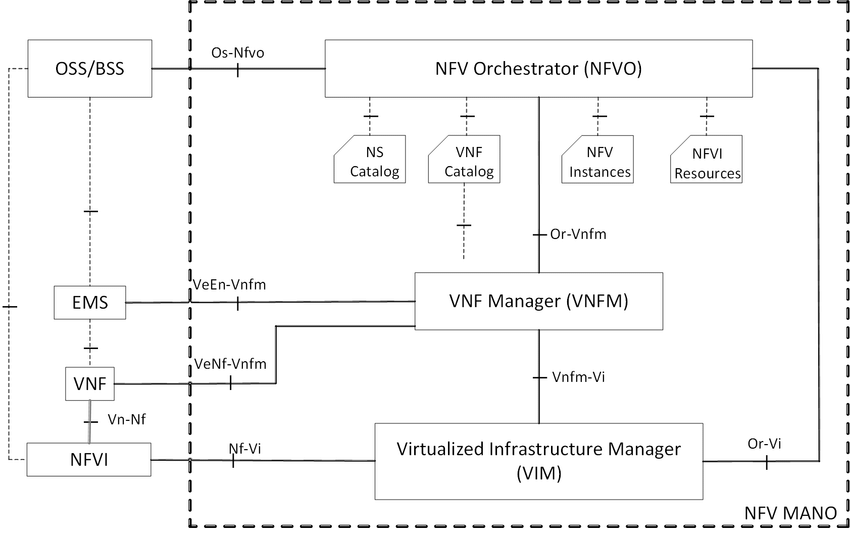 Os-Nfvo
OSS/BSS
NFV Orchestrator (NFVO)
NS
Catalog
VNF
Catalog
NFV
Instances
NFVI
Resources
Or-Vnfm
VeEn-Vnfm
EMS
VNF Manager (VNFM)
VeNf-Vnfm
VNF
Vnfm-Vi
Vn-Nf
Nf-Vi
NFVI
Virtualized Infrastructure Manager
(VIM)
Or-Vi
NFV MANO